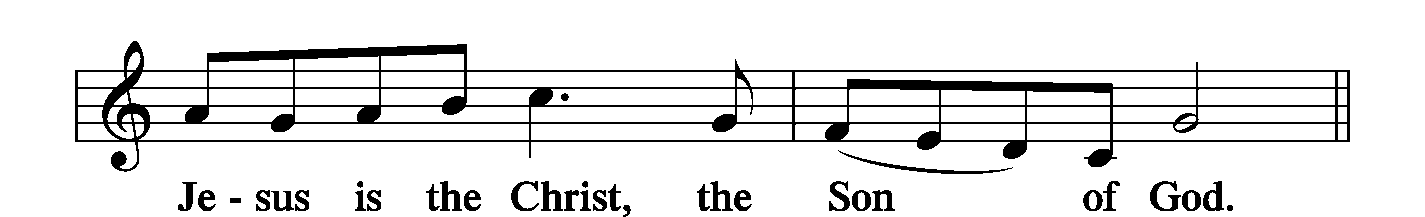 Je - sus is the Christ, the Son of God.